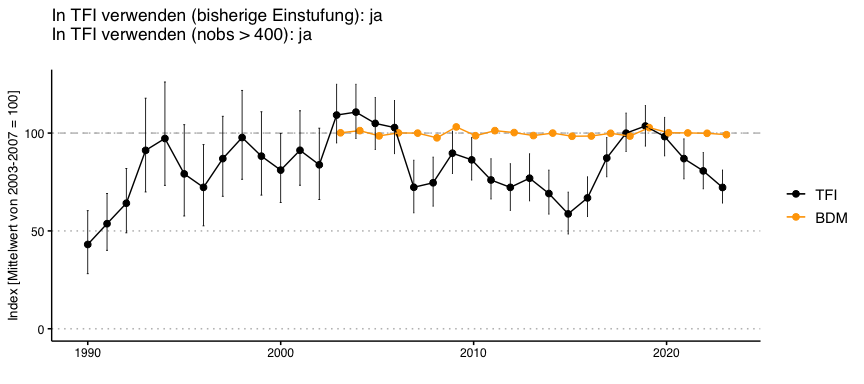 In TFI verwenden (bisherige Einstufung): ja
In TFI verwenden (nobs > 400): ja
Index [Mittelwert von 2003-2007 = 100]
100
50
0
1990
2000
2010
2020
TFI
BDM